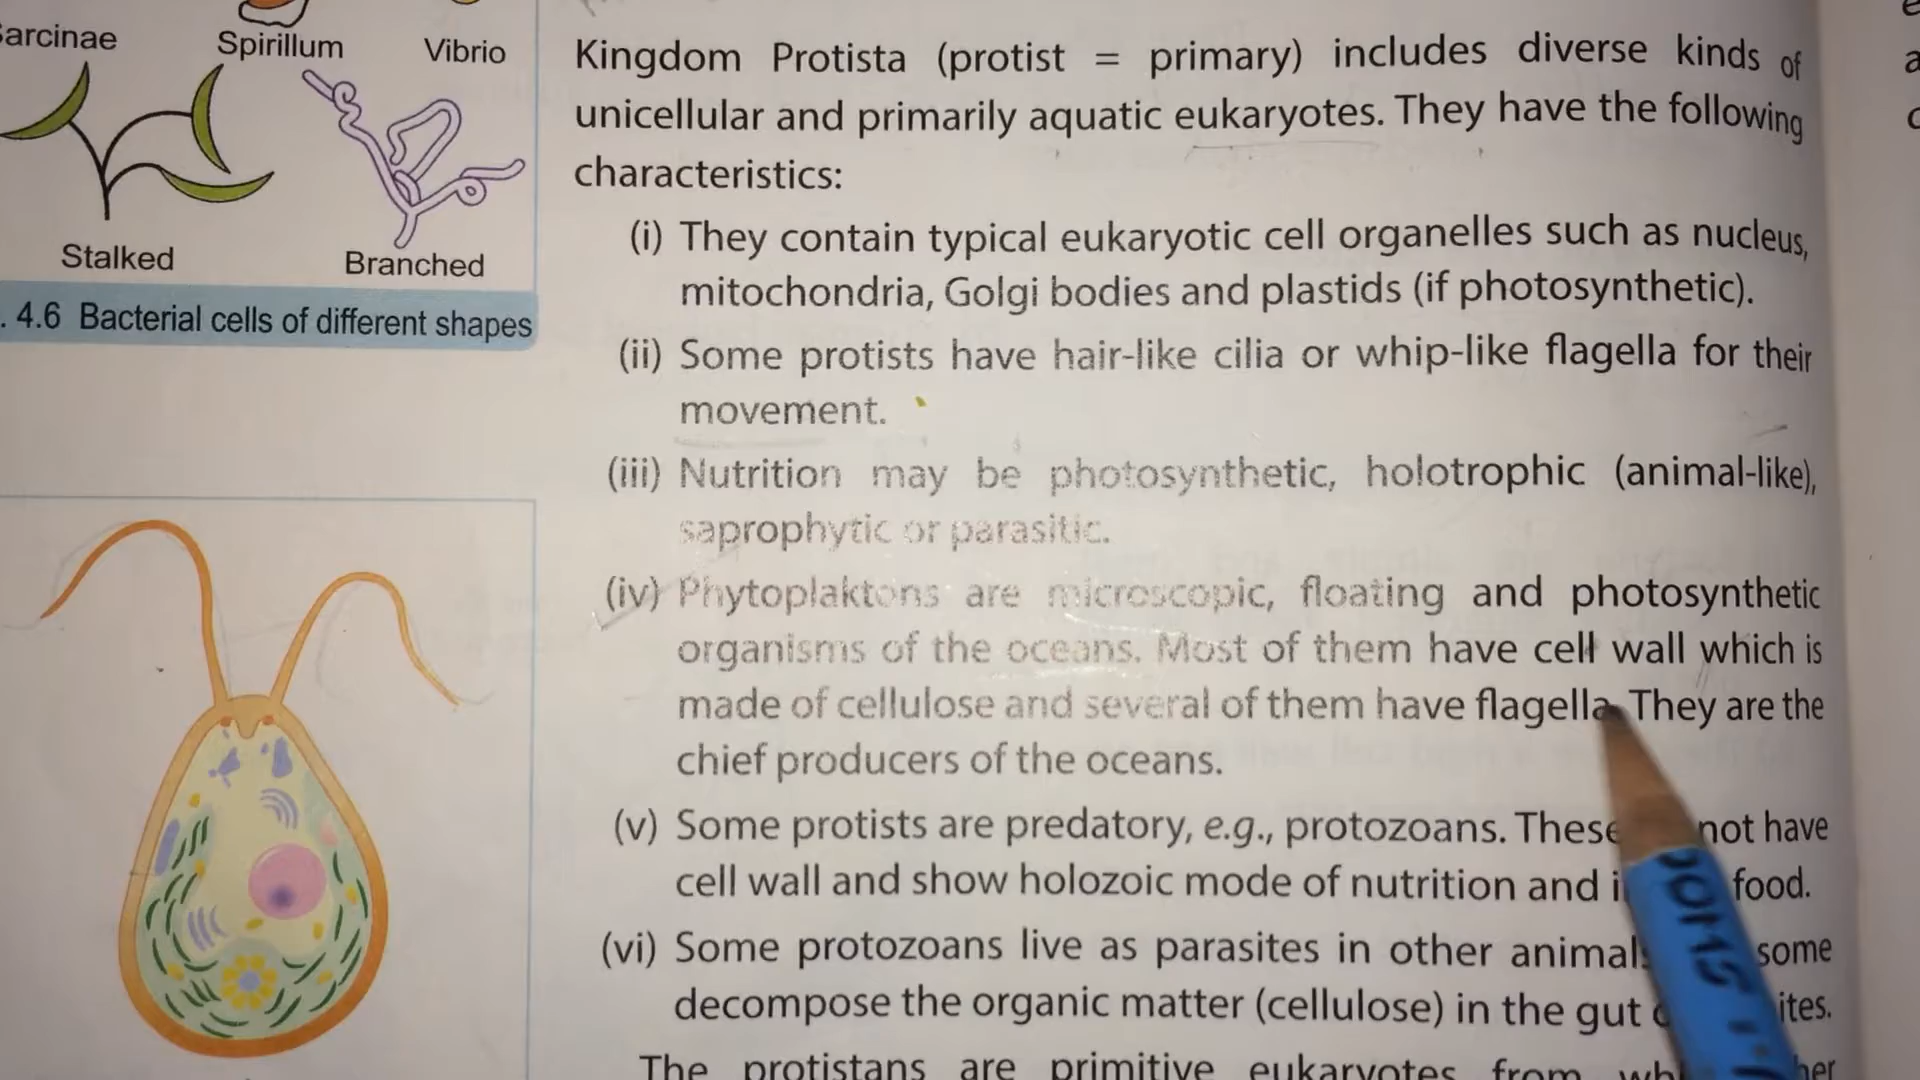 Spirillum
Vibrio
Stalked
Branched
4.6 Bacterial cells of different shapes
Kingdom Protista (protist = primary) includes diverse kinds of
unicellular and primarily aquatic eukaryotes. They have the following
characteristics:
(i) They contain typical eukaryotic cell organelles such as nucleus,
mitochondria, Golgi bodies and plastids (if photosynthetic).
(ii) Some protists have hair-like cilia or whip-like flagella for their
movement.
(iii) Nutrition may be photosynthetic, holotrophic (animal-like),
saprophytic or parasitic.
(iv) Phytoplaktons are microscopic, floating and photosynthetic
organisms of the oceans. Most of them have cell wall which is
made of cellulose and several of them have flagella. They are the
chief producers of the oceans.
(v) Some protists are predatory, e.g., protozoans. These not have
cell wall and show holozoic mode of nutrition and food.
(vi) Some protozoans live as parasites in other some
decompose the organic matter (cellulose) in the gut
The protistans are primitive eukaryotes from